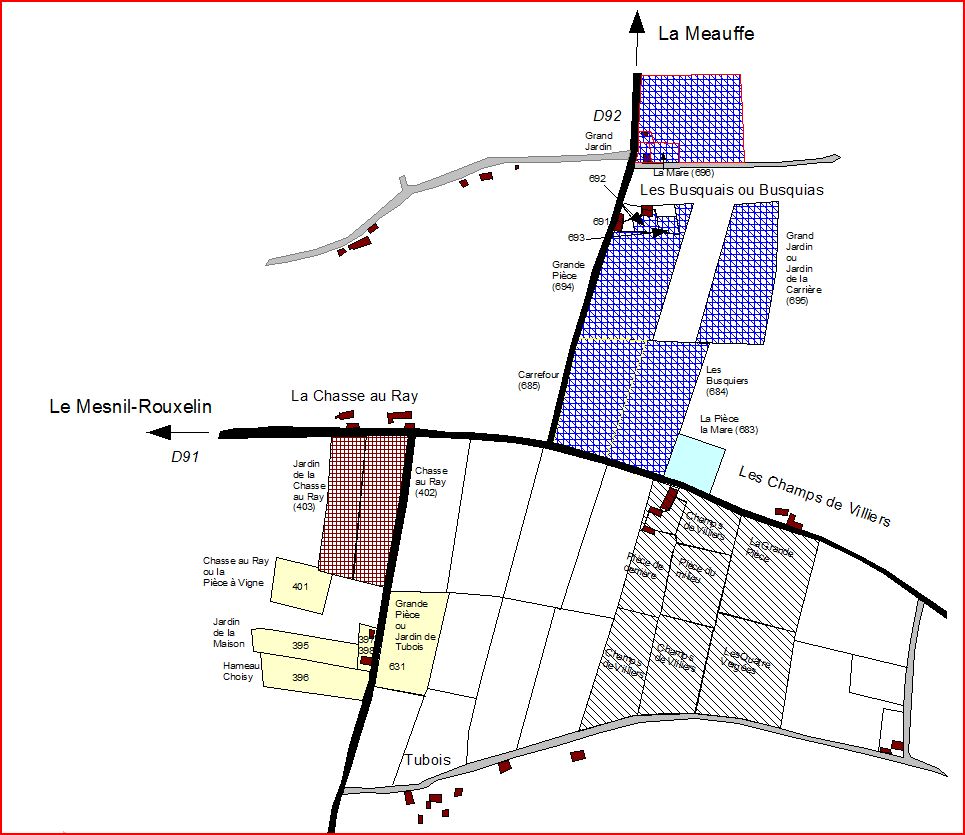 La Meauffe
D92
Grand
Jardin
La Mare (696)
692
Les Busquais ou Busquias
691
693
Grande
Pièce
(694)
Grand
Jardin
ou
Jardin
de la
Carrière
(695)
Carrefour
(685)
Les
Busquiers
(684)
La Chasse au Ray
Le Mesnil-Rouxelin
D91
La Pièce
la Mare (683)
Jardin
de la
Chasse
au Ray
(403)
Chasse
au Ray
(402)
Les Champs de Villiers
Champs
de Villiers
La Grande
Pièce
Pièce de
derrière
Pièce du
milieu
Chasse au Ray
ou la
Pièce à Vigne
401
Grande
Pièce
ou
Jardin de
Tubois
631
Jardin
de la
Maison
395
397
398
Hameau
Choisy
396
Champs
de Villiers
Champs
de Villiers
Les Quatre
Vergées
Tubois